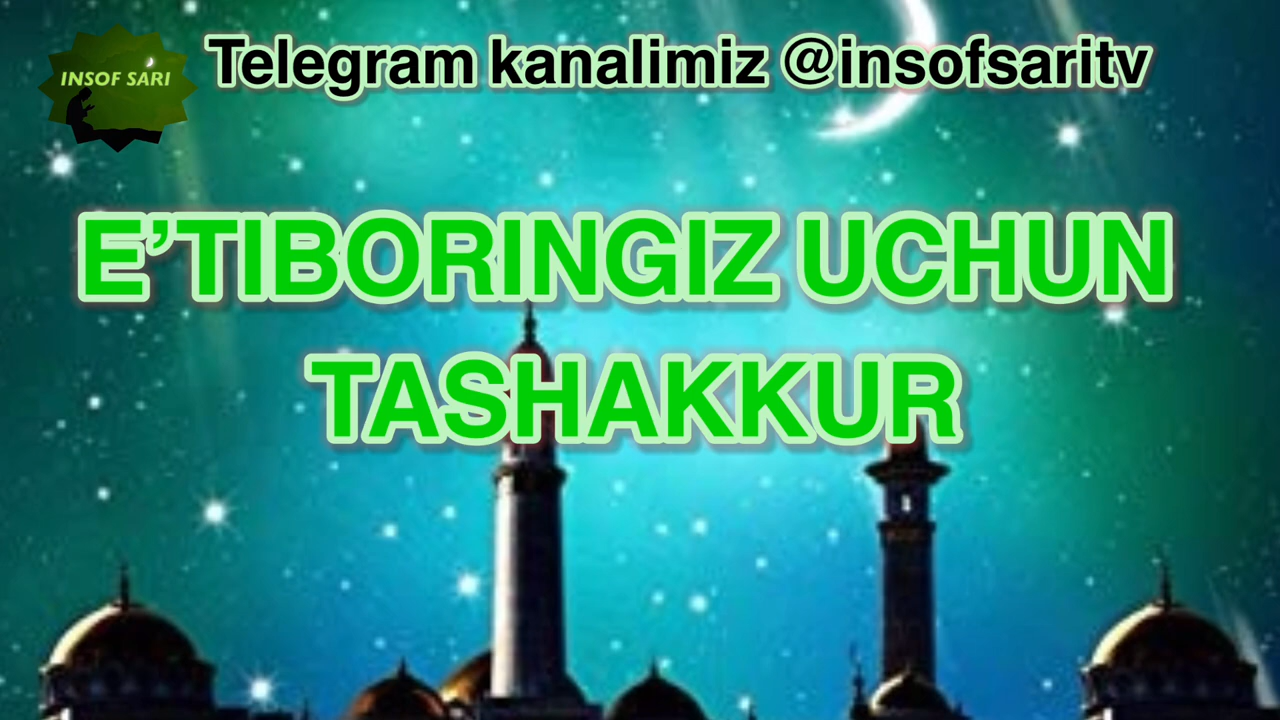 INSOF SARI
Telegram kanalimiz @insofsaritv
E’TIBORINGIZ UCHUN
TASHAKKUR